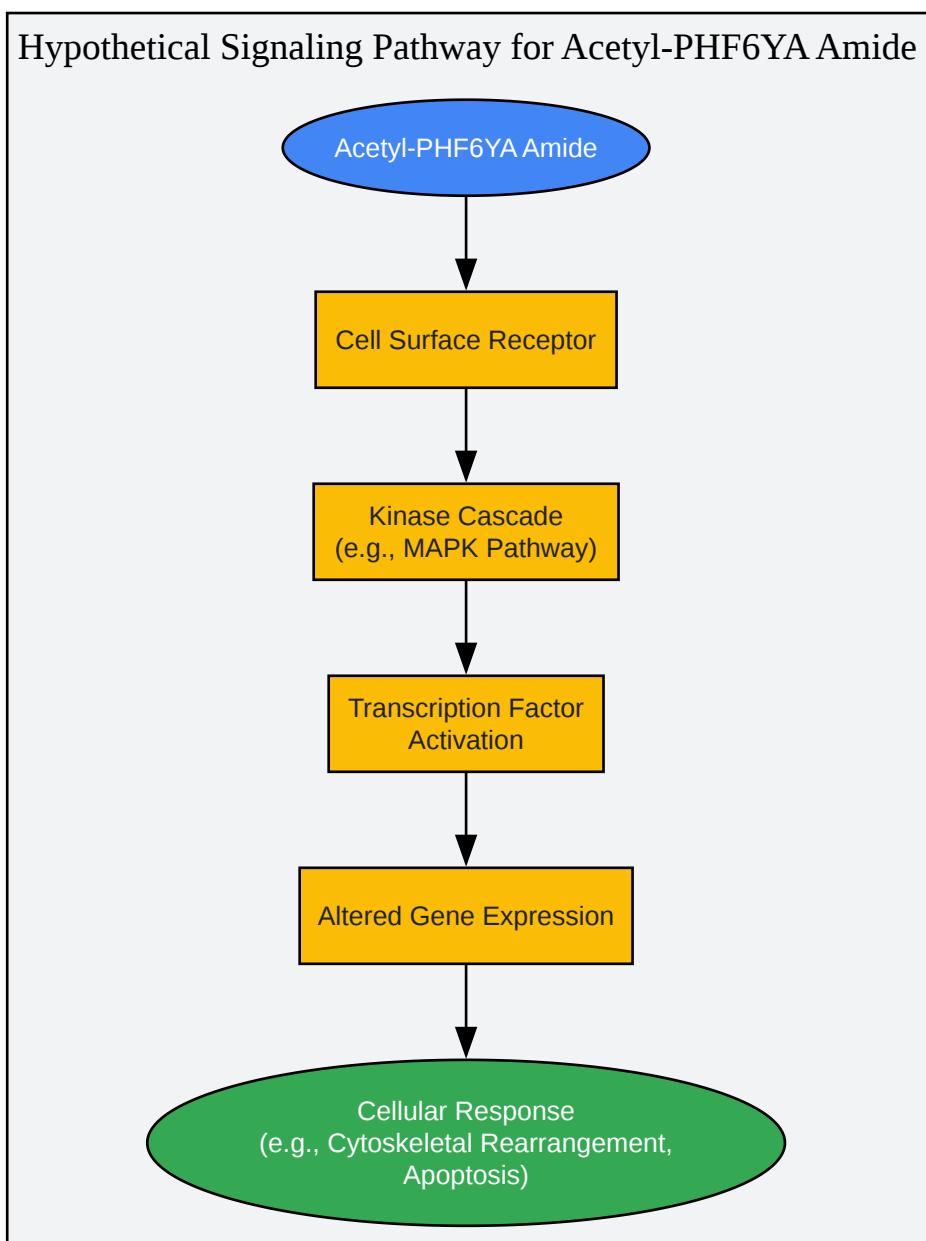 Hypothetical Signaling Pathway for Acetyl-PHF6YA Amide
Acetyl-PHF6YA Amide
Cell Surface Receptor
Kinase Cascade
(e.g., MAPK Pathway)
Transcription Factor
Activation
Altered Gene Expression
Cellular Response
(e.g., Cytoskeletal Rearrangement,
Apoptosis)